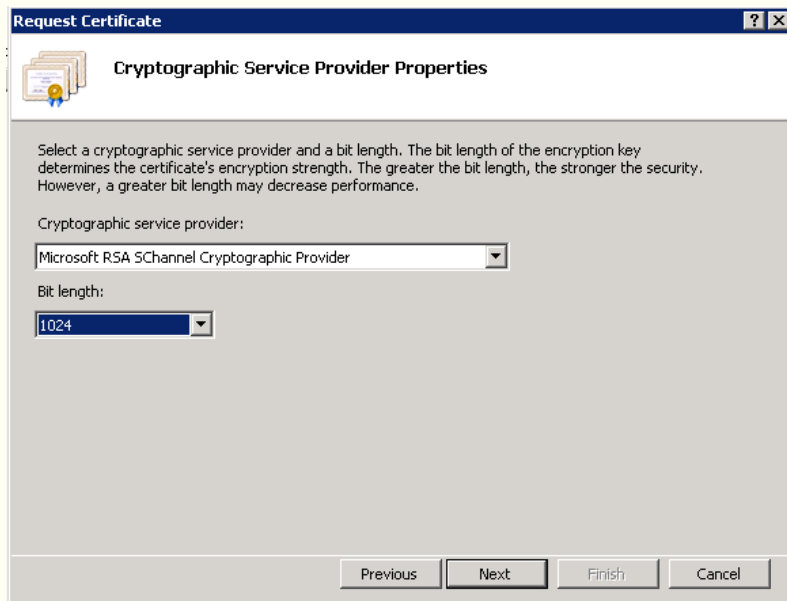 Request Certificate
Cryptographic Service Provider Properties
Select a cryptographic service provider and a bit length. The bit length of the encryption key
determines the certificate's encryption strength. The greater the bit length, the stronger the security.
However, a greater bit length may decrease performance.
Cryptographic service provider:
Microsoft RSA SChannel Cryptographic Provider
Bit length:
1024
Previous Next Finish Cancel